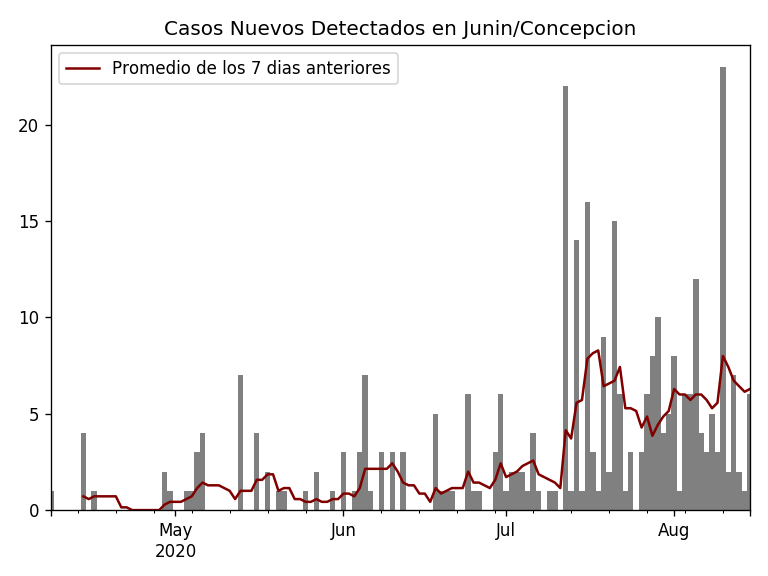 Casos Nuevos Detectados en Junin/Concepcion
Promedio de los 7 dias anteriores
20
15
10
5
0
May
2020
Jun
Jul
Aug